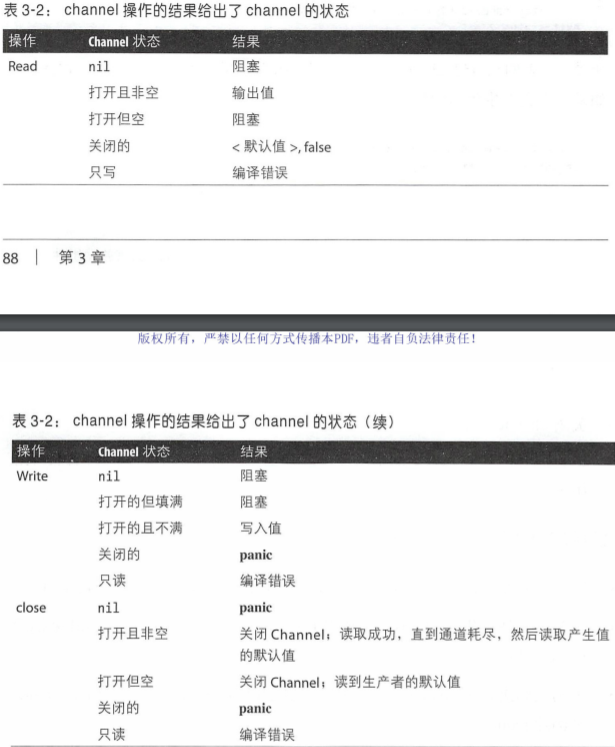 表 3-2： channel 操作的结果给出了 channel 的状态
操作 Channel 状态 结果
Read nil 阻塞
打开且非空 输出值
打开但空 阻塞
关闭的 < 默认值 >, false
只写 编译错误
88 | 第 3 章
版权所有，严禁以任何方式传播本PDF，违者自负法律责任！
表 3-2： channel 操作的结果给出了 channel 的状态（续）
操作 Channel 状态 结果
Write nil 阻塞
打开的但填满 阻塞
打开的且不满 写入值
关闭的 panic
只读 编译错误
close nil panic
打开且非空 关闭 Channel；读取成功，直到通道耗尽，然后读取产生值
的默认值
打开但空 关闭 Channel；读到生产者的默认值
关闭的 panic
只读 编译错误